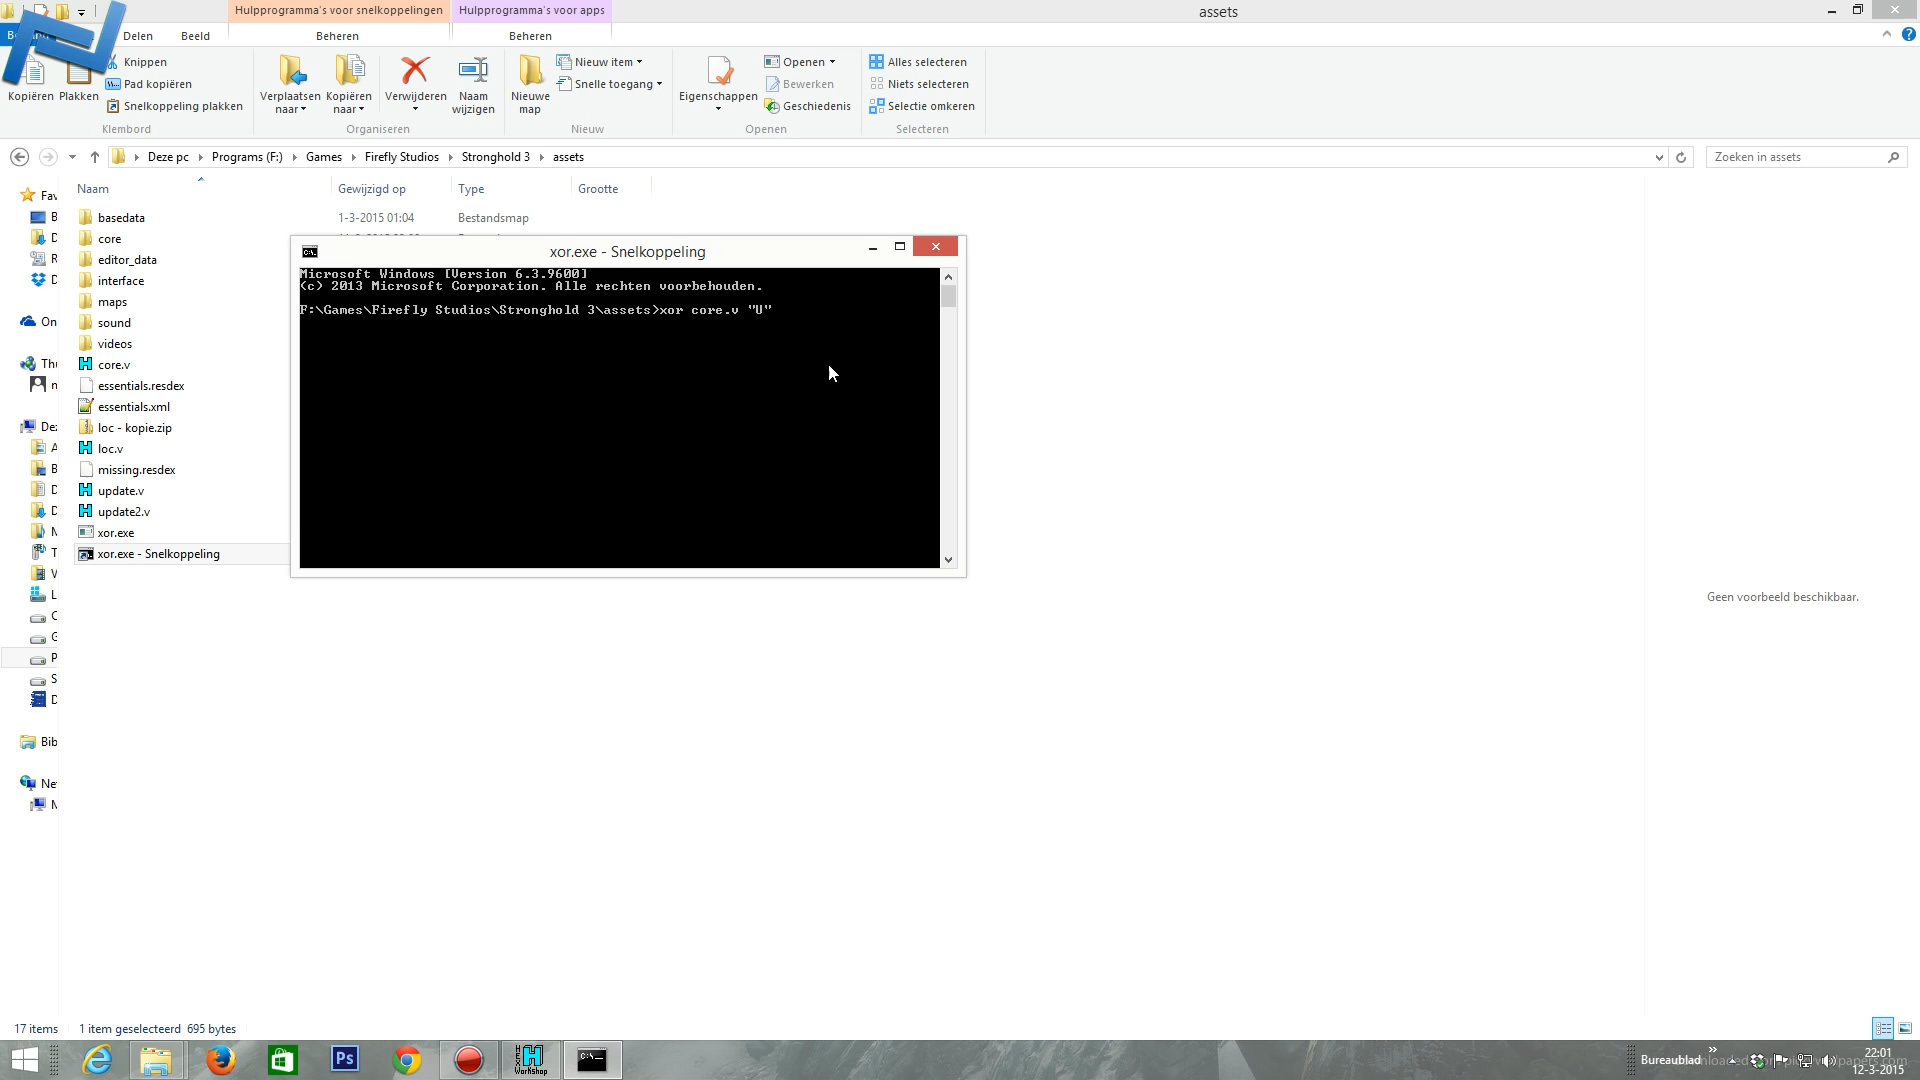 Hulpprogramma's voor snelkoppelingen
Hulpprogramma's voor apps
assets
Delen
Beeld
Beheren
Beheren
Kopiëren
Plakken
Knippen
Pad kopiëren
Snelkoppeling plakken
Klembord
Verplaatsen naar
Kopiëren naar
Verwijderen
Naam wijzigen
Organiseren
Nieuwe map
Nieuw item
Snelle toegang
Nieuw
Eigenschappen
Openen
Bewerken
Geschiedenis
Openen
Alles selecteren
Niets selecteren
Selectie omkeren
Selecteren
Deze pc
Programs (F:)
Games
Firefly Studios
Stronghold 3
assets
Zoeken in assets
Naam
Gewijzigd op
Type
Grootte
basedata
1-3-2015 01:04
Bestandsmap
core
editor_data
interface
maps
sound
videos
core.v
essentials.resdex
essentials.xml
loc - kopie.zip
loc.v
missing.resdex
update.v
update2.v
xor.exe
xor.exe - Snelkoppeling
xor.exe - Snelkoppeling
Microsoft Windows [Version 6.3.9600]
(c) 2013 Microsoft Corporation. Alle rechten voorbehouden.
F:\Games\Firefly Studios\Stronghold 3\assets>xor core.v "U"
Geen voorbeeld beschikbaar.
17 items
1 item geselecteerd 695 bytes
Ps
Workshop
Bureaublad
22:01
12-3-2015